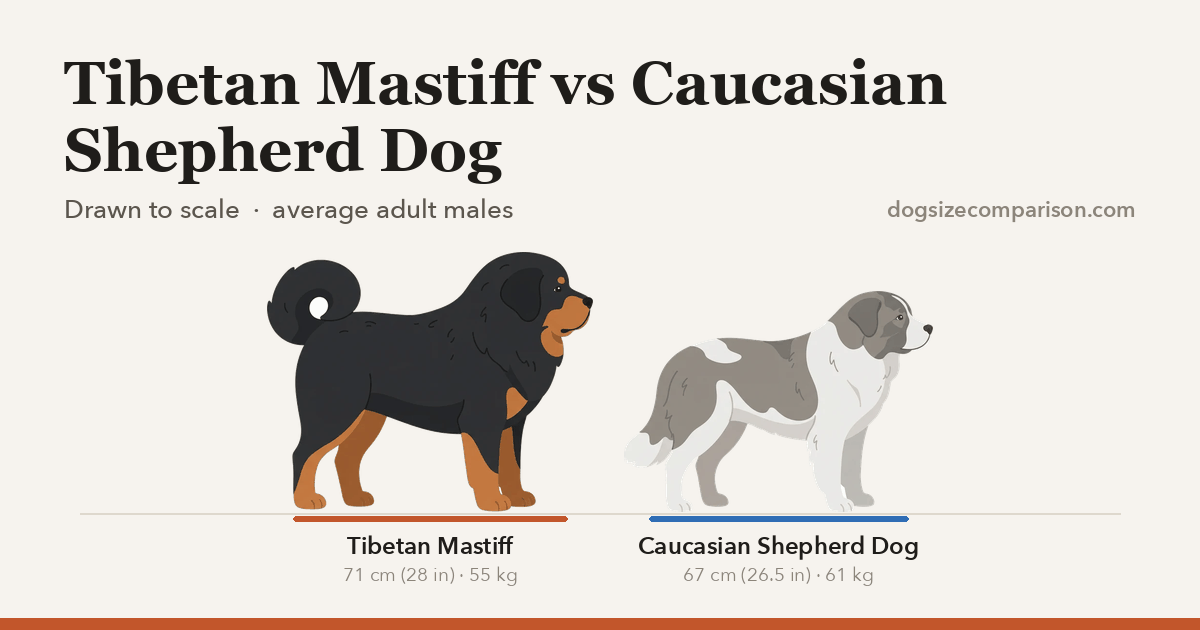 Tibetan Mastiff vs Caucasian
Shepherd Dog
Drawn to scale · average adult males
dogsizecomparison.com
Tibetan Mastiff
71 cm (28 in) · 55 kg
Caucasian Shepherd Dog
67 cm (26.5 in) · 61 kg